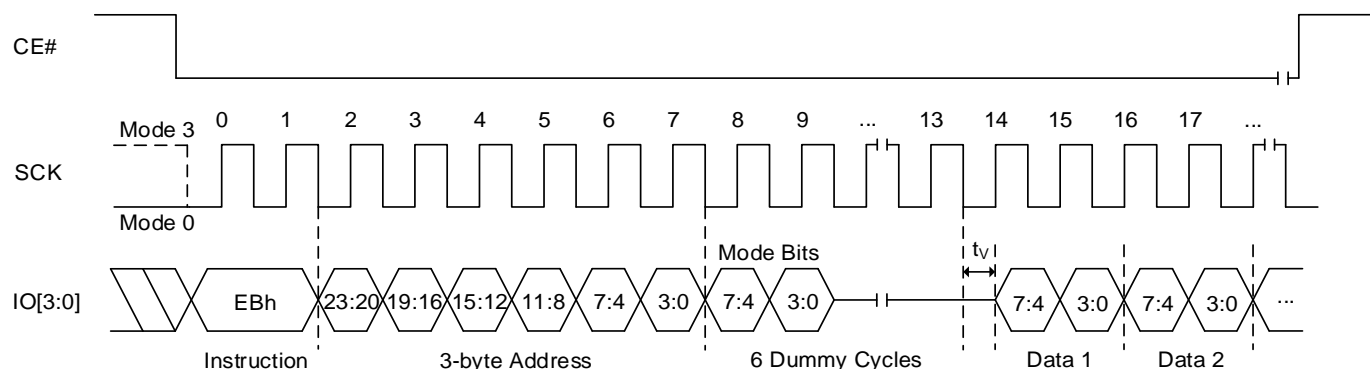 CE#
0 1 2 3 4 5 6 7 8 9 ... 13 14 15 16 17 ...
Mode 3
SCK
Mode 0
Mode Bits
tV
IO[3:0] EBh 23:20 19:16 15:12 11:8 7:4 3:0 7:4 3:0 7:4 3:0 7:4 3:0 ...
Instruction 3-byte Address 6 Dummy Cycles Data 1 Data 2